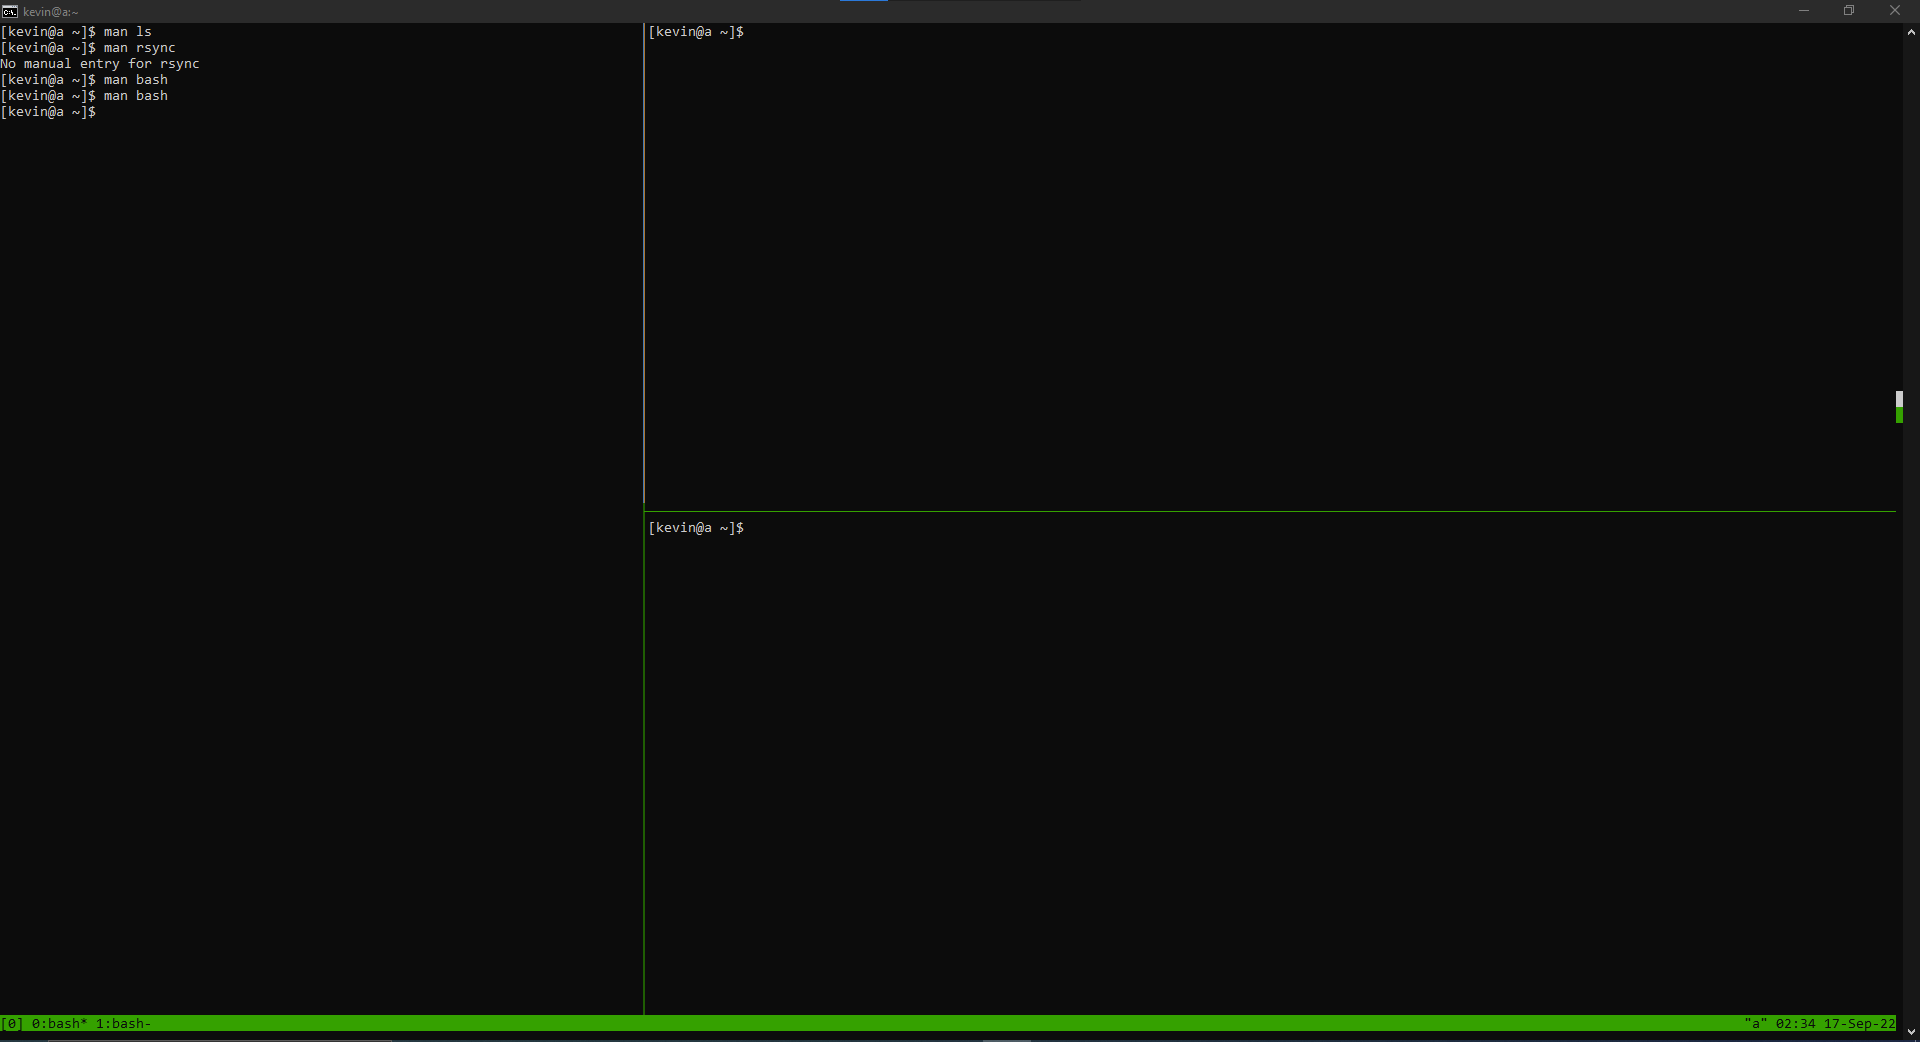 kevin@a:~
[kevin@a ~]$ man ls
[kevin@a ~]$ man rsync
No manual entry for rsync
[kevin@a ~]$ man bash
[kevin@a ~]$ man bash
[kevin@a ~]$
[kevin@a ~]$
[kevin@a ~]$
[0] 0:bash* 1:bash-
"a" 02:34 17-Sep-22